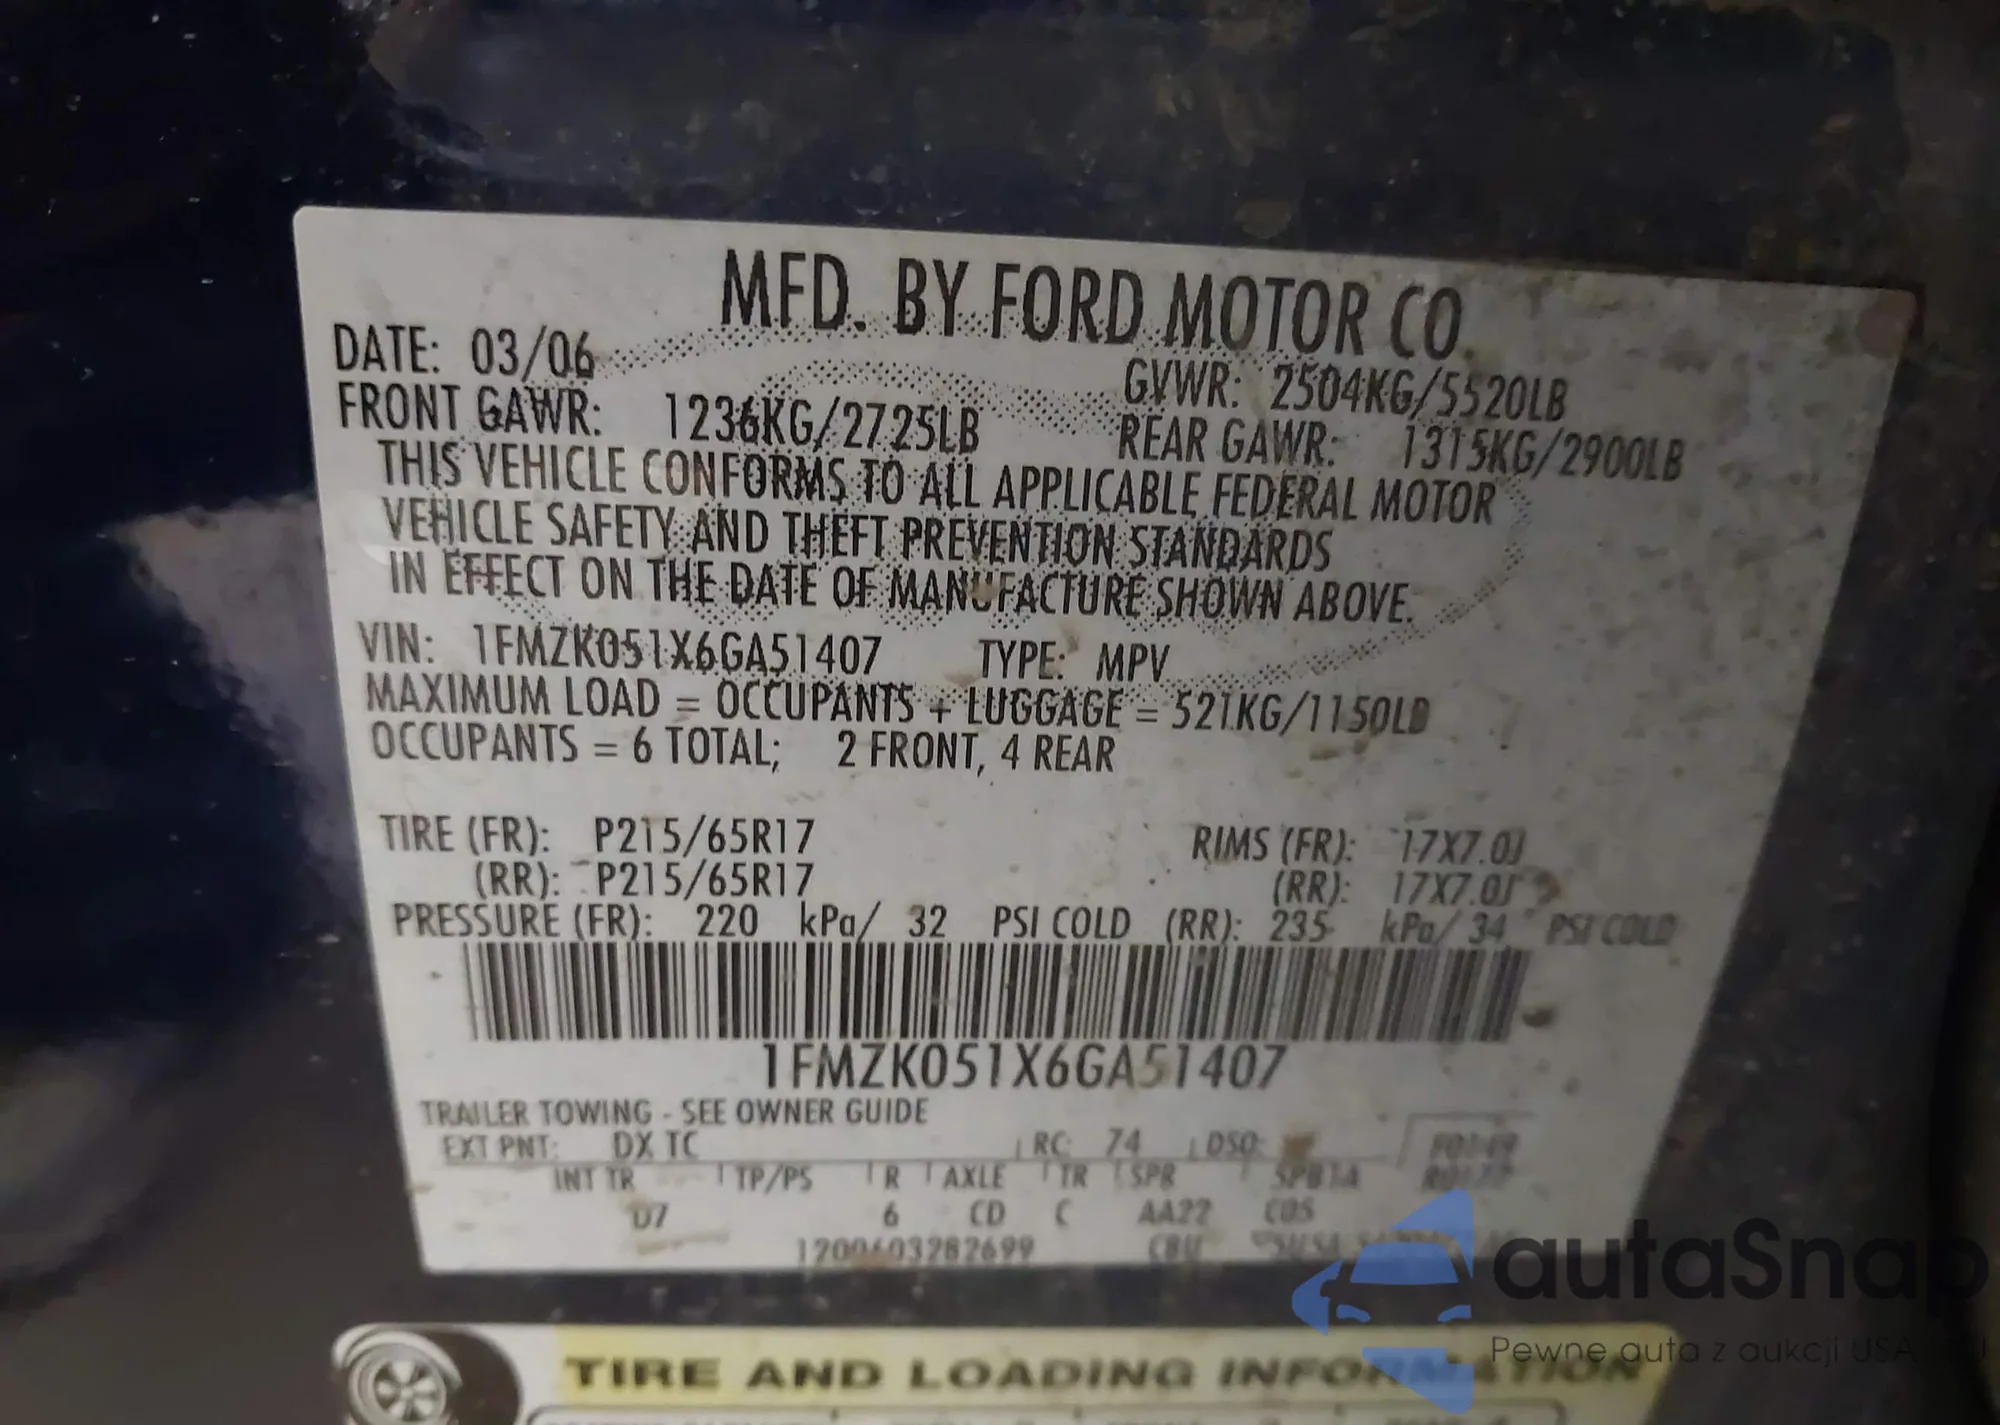 MFD. BY FORD MOTOR CO.
DATE: 03/06
GVWR: 2504KG/5520LB
FRONT GAWR: 1236KG/2725LB
REAR GAWR: 1315KG/2900LB
THIS VEHICLE CONFORMS TO ALL APPLICABLE FEDERAL MOTOR
VEHICLE SAFETY AND THEFT PREVENTION STANDARDS
IN EFFECT ON THE DATE OF MANUFACTURE SHOWN ABOVE.
VIN: 1FMZK051X6GA51407 TYPE: MPV
MAXIMUM LOAD = OCCUPANTS + LUGGAGE = 521KG/1150LB
OCCUPANTS = 6 TOTAL; 2 FRONT, 4 REAR
TIRE (FR): P215/65R17 RIMS (FR): 17X7.0J
(RR): P215/65R17 (RR): 17X7.0J
PRESSURE (FR): 220 kPa/ 32 PSI COLD (RR): 235 kPa/ 34 PSI COLD
1FMZK051X6GA51407
TRAILER TOWING - SEE OWNER GUIDE
EXT PNT: DX TC RC: 74 DSO:
INT TR TP/PS R AXLE TR SPR
D7 6 CD C AA22
1200603282699 CBU
autaSnap
Pewne auta z aukcji USA
TIRE AND LOADING INFORMATION